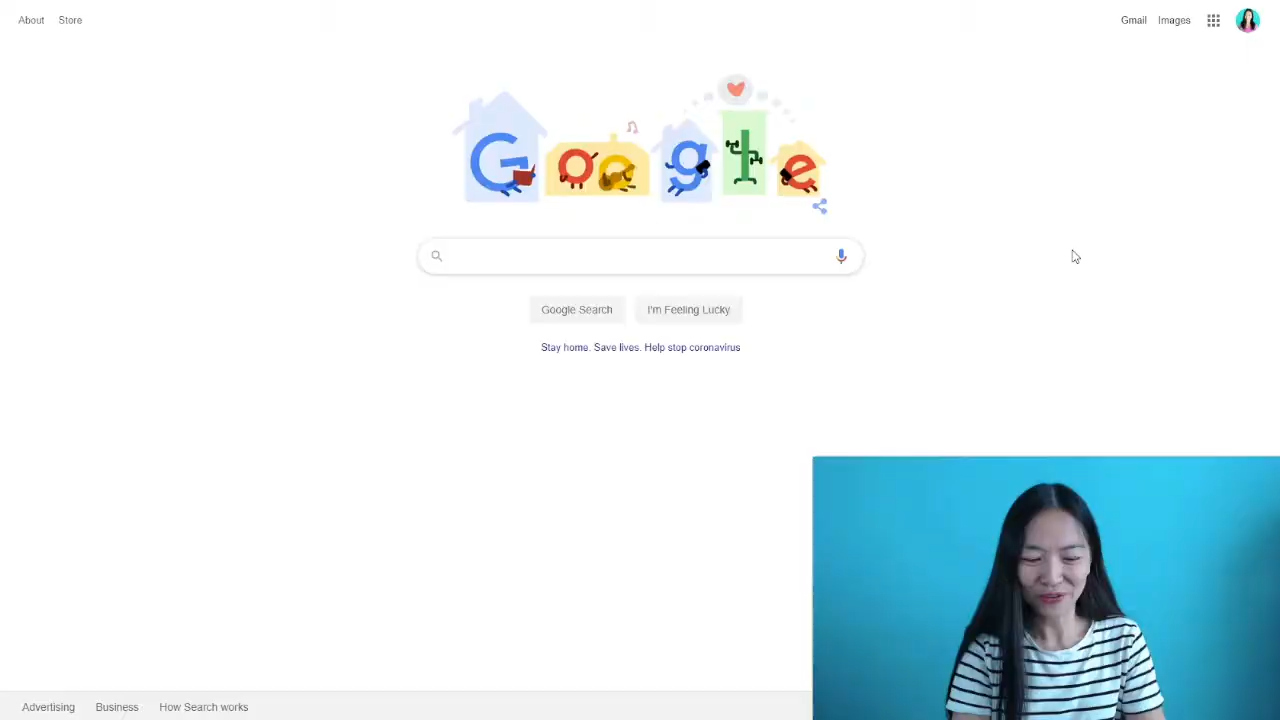 About Store
Gmail Images
Google
Google Search I'm Feeling Lucky
Stay home. Save lives. Help stop coronavirus
Advertising Business How Search works